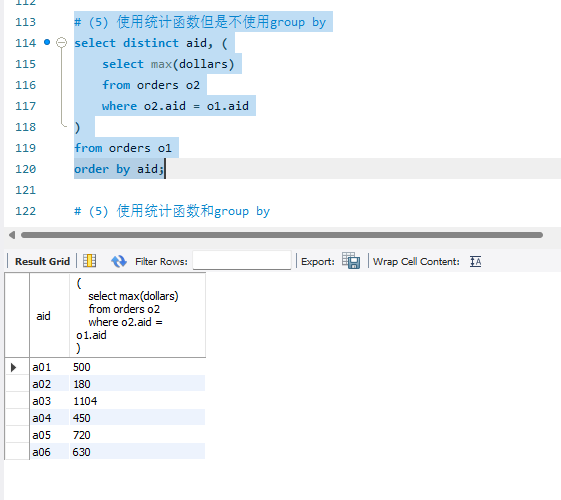 112
113 # (5) 使用统计函数但是不使用group by
114 select distinct aid, (
115 select max(dollars)
116 from orders o2
117 where o2.aid = o1.aid
118 )
119 from orders o1
120 order by aid;
121
122 # (5) 使用统计函数和group by
Result Grid Filter Rows: Export: Wrap Cell Content: IA
aid
(
select max(dollars)
from orders o2
where o2.aid =
o1.aid
)
a01 500
a02 180
a03 1104
a04 450
a05 720
a06 630